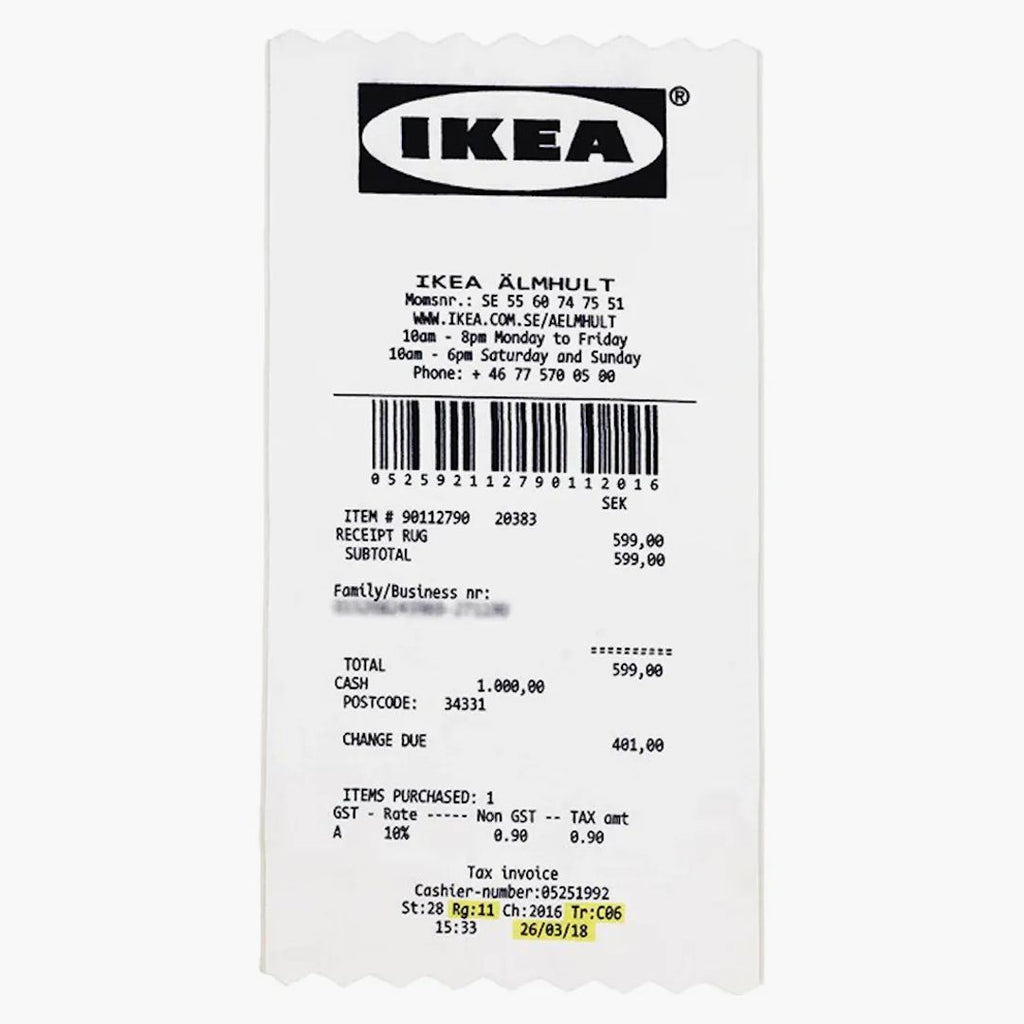 IKEA®
IKEA ÄLMHULT
Momsnr.: SE 55 60 74 75 51
WWW.IKEA.COM.SE/AELMHULT
10am - 8pm Monday to Friday
10am - 6pm Saturday and Sunday
Phone: + 46 77 570 05 00
05259211279011 2016
SEK
ITEM # 90112790 20383
RECEIPT RUG 599,00
SUBTOTAL 599,00
Family/Business nr:
==========
TOTAL 599,00
CASH 1.000,00
POSTCODE: 34331
CHANGE DUE 401,00
ITEMS PURCHASED: 1
GST - Rate ----- Non GST -- TAX amt
A 10% 0.90 0.90
Tax invoice
Cashier-number:05251992
St:28 Rg:11 Ch:2016 Tr:C06
15:33 26/03/18